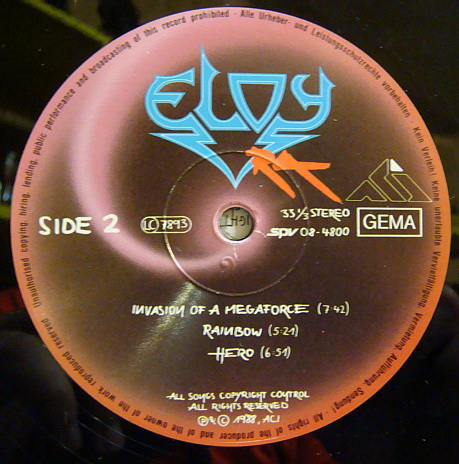 Unauthorised copying, hiring, lending, public performance and broadcasting of this record prohibited · Alle Urheber- und Leistungsschutzrechte vorbehalten · Kein Verleih! Keine unerlaubte Vervielfältigung, Vermietung, Aufführung, Sendung! · All rights of the producer and of the owner of the work reproduced reserved.
ELOY
RA
SIDE 2
LC 7893
33⅓ STEREO
SPV 08-4800
GEMA
INVASION OF A MEGAFORCE (7:42)
RAINBOW (5:21)
HERO (6:51)
ALL SONGS COPYRIGHT CONTROL
ALL RIGHTS RESERVED
Ⓟ & © 1988, ACI